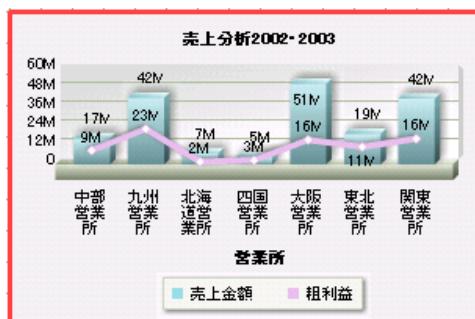 売上分析2002・2003
60M
48M
36M
24M
12M
0
17M
42M
7M
5M
51M
19M
42M
9M
23M
2M
3M
16M
11M
16M
中部営業所
九州営業所
北海道営業所
四国営業所
大阪営業所
東北営業所
関東営業所
営業所
売上金額 粗利益